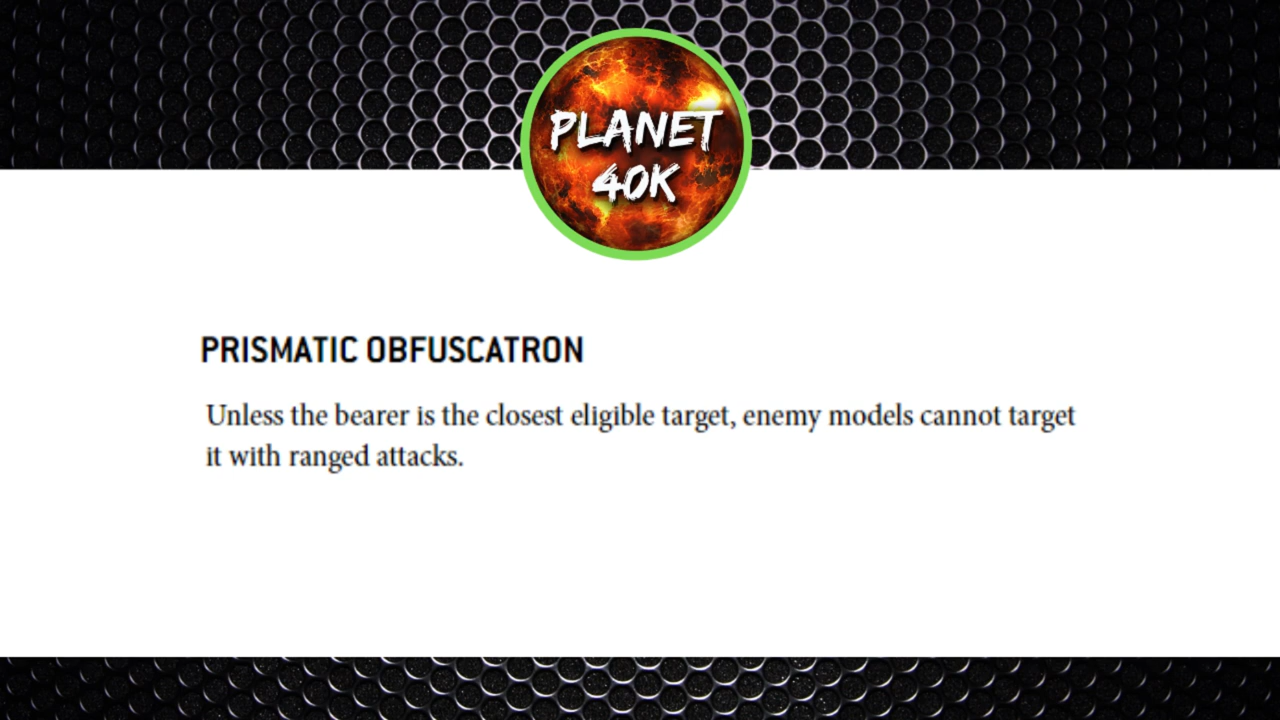 PLANET
40K
PRISMATIC OBFUSCATRON
Unless the bearer is the closest eligible target, enemy models cannot target
it with ranged attacks.